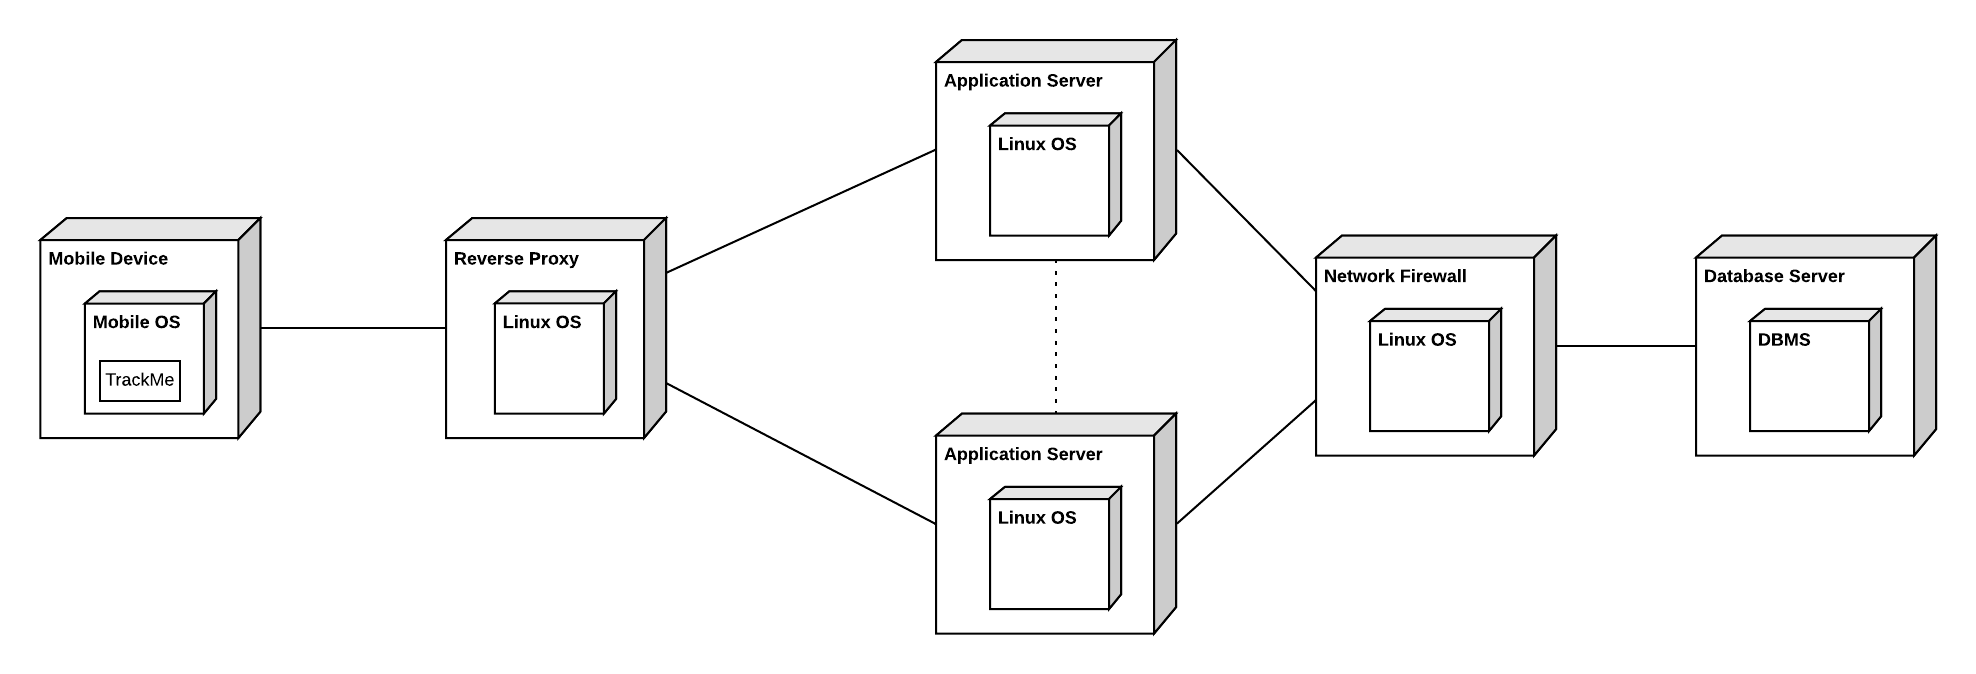 Mobile Device
Mobile OS
TrackMe
Reverse Proxy
Linux OS
Application Server
Linux OS
Application Server
Linux OS
Network Firewall
Linux OS
Database Server
DBMS